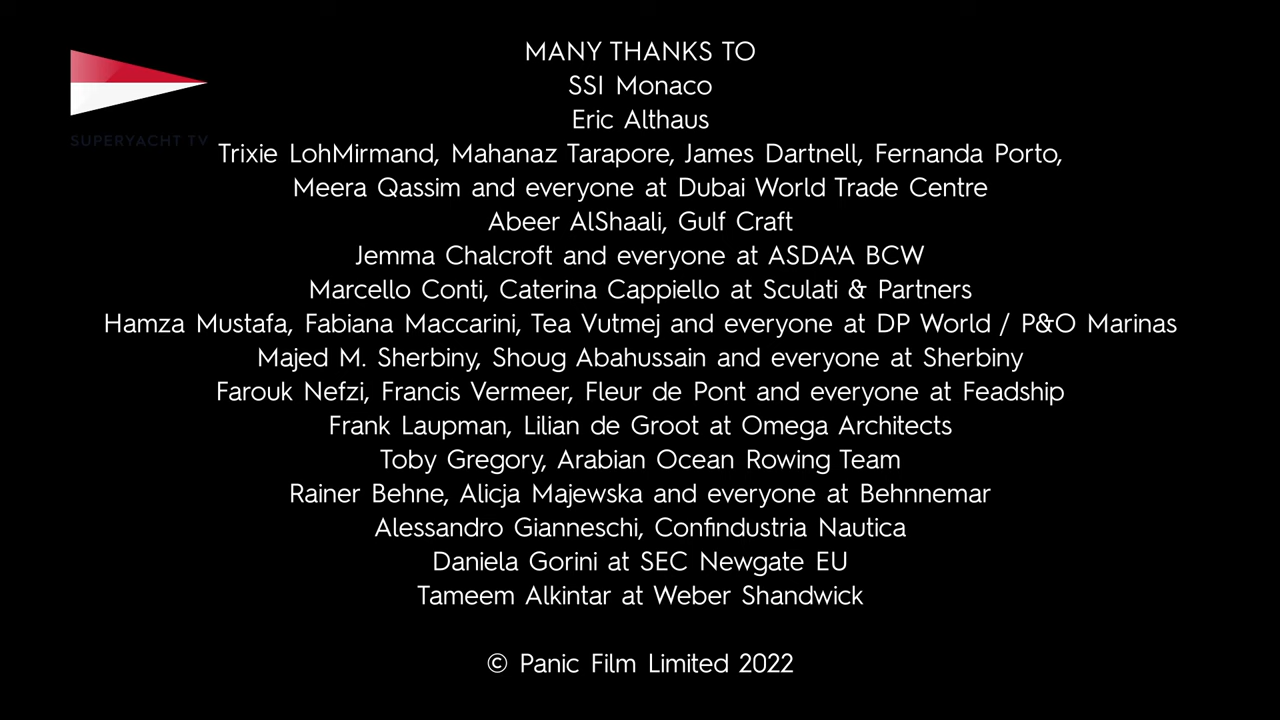 MANY THANKS TO
SSI Monaco
Eric Althaus
SUPERYACHT TV
Trixie LohMirmand, Mahanaz Tarapore, James Dartnell, Fernanda Porto,
Meera Qassim and everyone at Dubai World Trade Centre
Abeer AlShaali, Gulf Craft
Jemma Chalcroft and everyone at ASDA'A BCW
Marcello Conti, Caterina Cappiello at Sculati & Partners
Hamza Mustafa, Fabiana Maccarini, Tea Vutmej and everyone at DP World / P&O Marinas
Majed M. Sherbiny, Shoug Abahussain and everyone at Sherbiny
Farouk Nefzi, Francis Vermeer, Fleur de Pont and everyone at Feadship
Frank Laupman, Lilian de Groot at Omega Architects
Toby Gregory, Arabian Ocean Rowing Team
Rainer Behne, Alicja Majewska and everyone at Behnnemar
Alessandro Gianneschi, Confindustria Nautica
Daniela Gorini at SEC Newgate EU
Tameem Alkintar at Weber Shandwick
© Panic Film Limited 2022